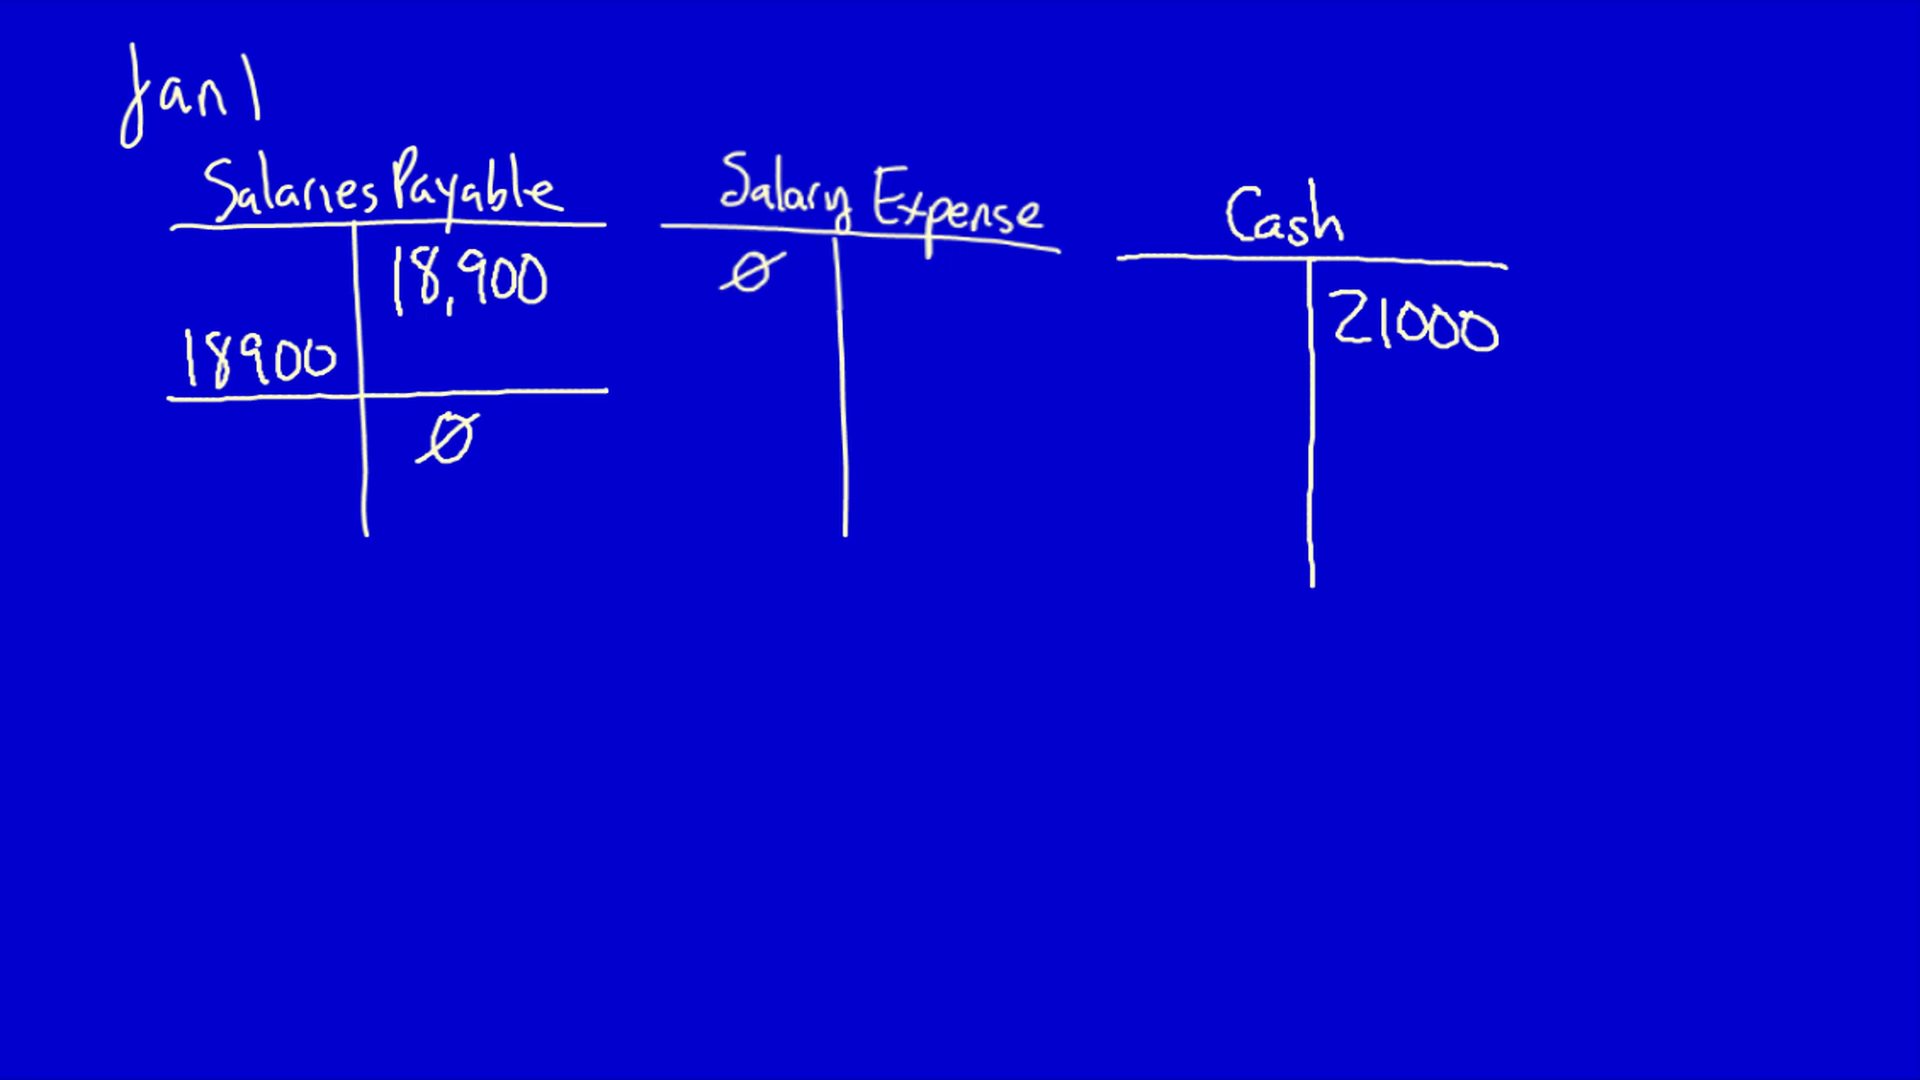 Jan 1
Salaries Payable
Salary Expense
Cash
18,900
Ø
21000
18900
Ø